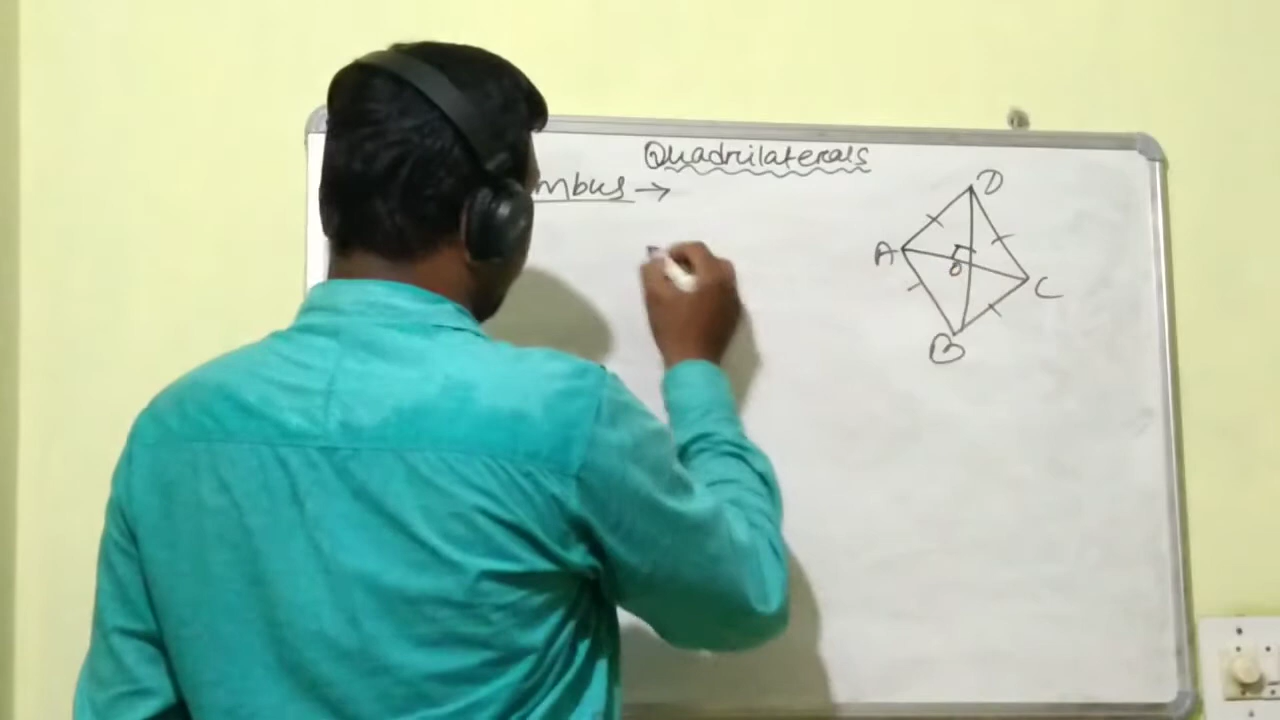 Quadrilaterals
mbus →
D
A
O
C
B